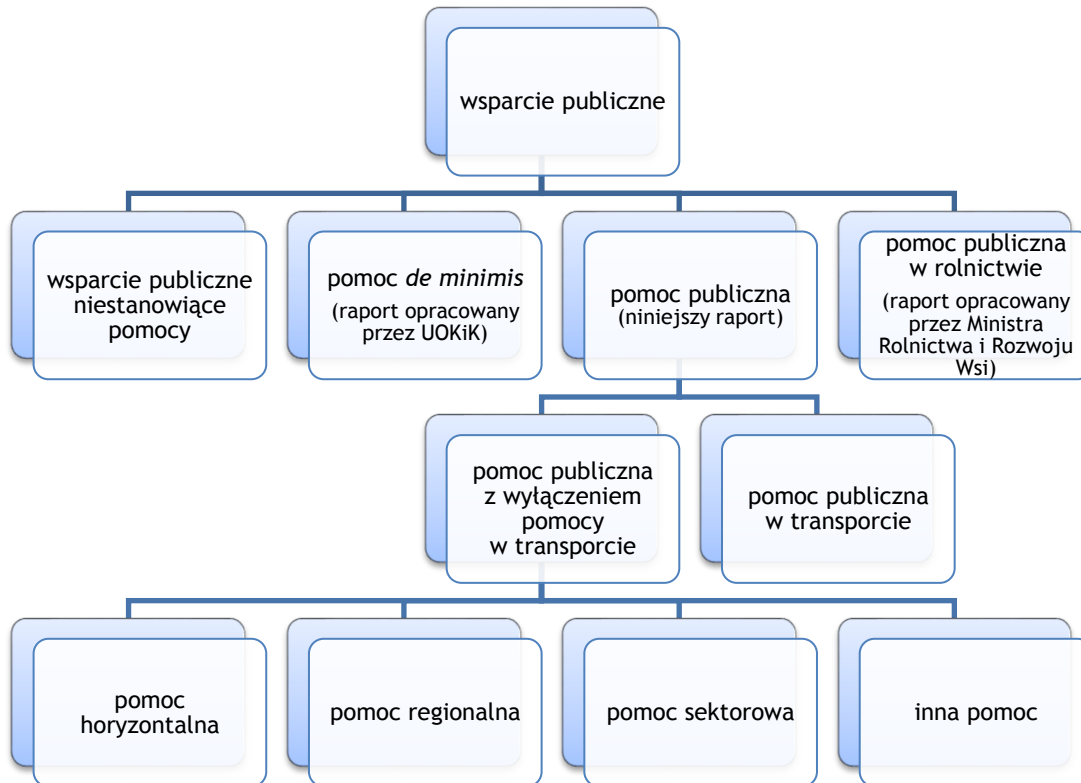 wsparcie publiczne
wsparcie publiczne
niestanowiące
pomocy
pomoc de minimis
(raport opracowany
przez UOKiK)
pomoc publiczna
(niniejszy raport)
pomoc publiczna
w rolnictwie
(raport opracowany
przez Ministra
Rolnictwa i Rozwoju
Wsi)
pomoc publiczna
z wyłączeniem
pomocy
w transporcie
pomoc publiczna
w transporcie
pomoc
horyzontalna
pomoc regionalna
pomoc sektorowa
inna pomoc